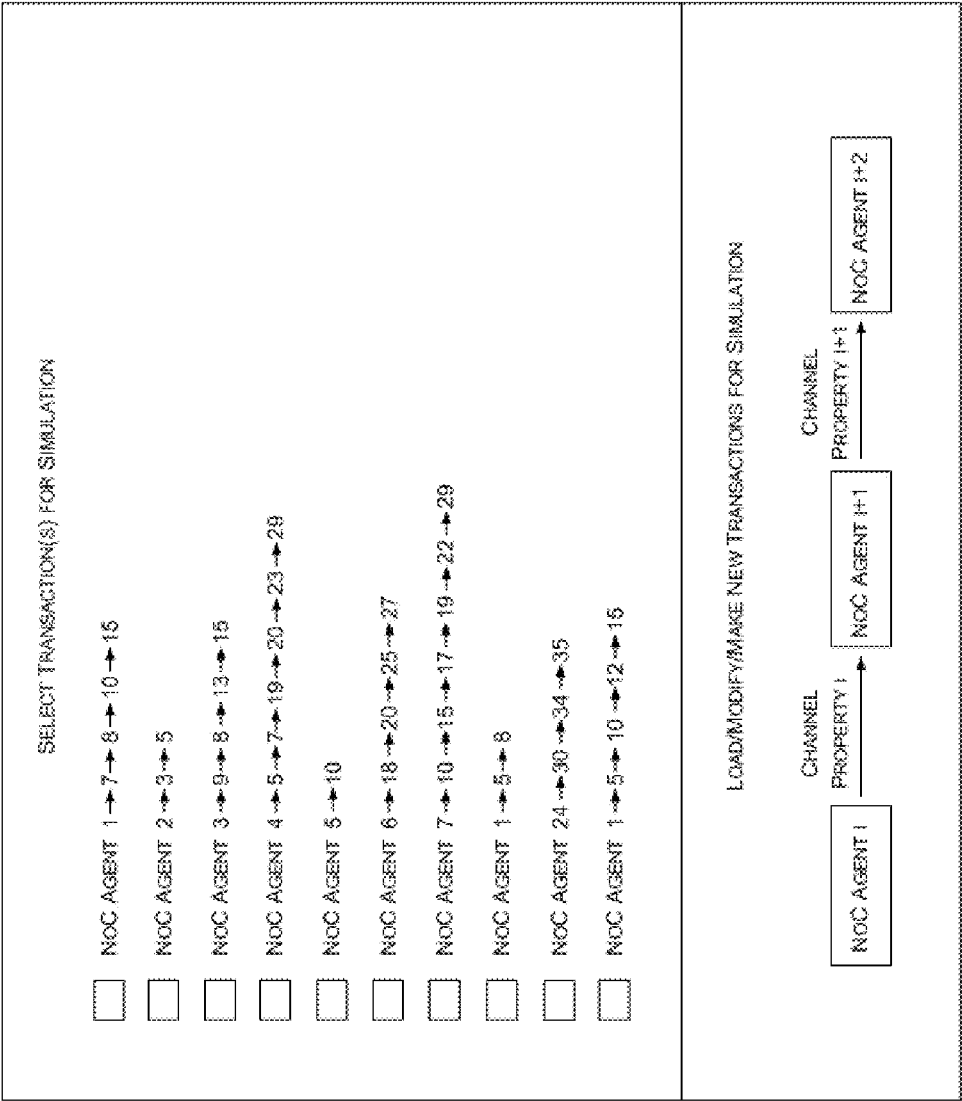 SELECT TRANSACTION(S) FOR SIMULATION
NOC AGENT 1→7→8→10→15
NOC AGENT 2→3→5
NOC AGENT 3→9→8→13→15
NOC AGENT 4→5→7→19→20→23→29
NOC AGENT 5→10
NOC AGENT 6→18→20→25→27
NOC AGENT 7→10→15→17→19→22→29
NOC AGENT 1→5→8
NOC AGENT 24→30→34→35
NOC AGENT 1→5→10→12→15
LOAD/MODIFY/MAKE NEW TRANSACTIONS FOR SIMULATION
CHANNEL
PROPERTY I
CHANNEL
PROPERTY I+1
NOC AGENT I
NOC AGENT I+1
NOC AGENT I+2